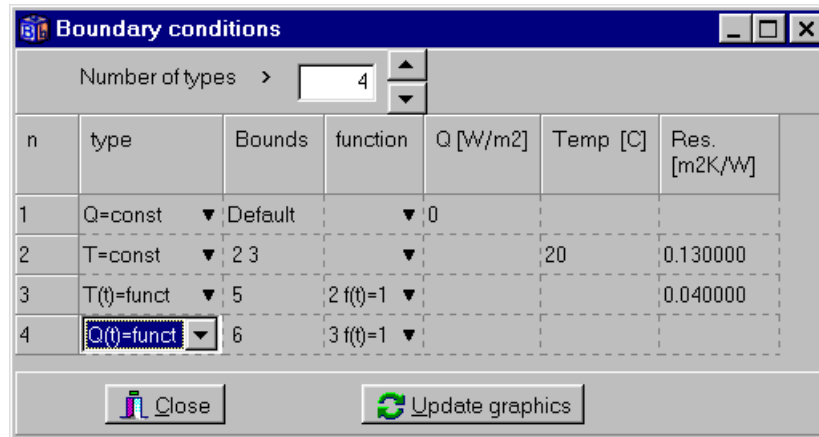 Boundary conditions
Number of types > 4
n type Bounds function Q [W/m2] Temp [C] Res. [m2K/W]
1 Q=const Default 0
2 T=const 2 3 20 0.130000
3 T(t)=funct 5 2 f(t)=1 0.040000
4 Q(t)=funct 6 3 f(t)=1
Close Update graphics